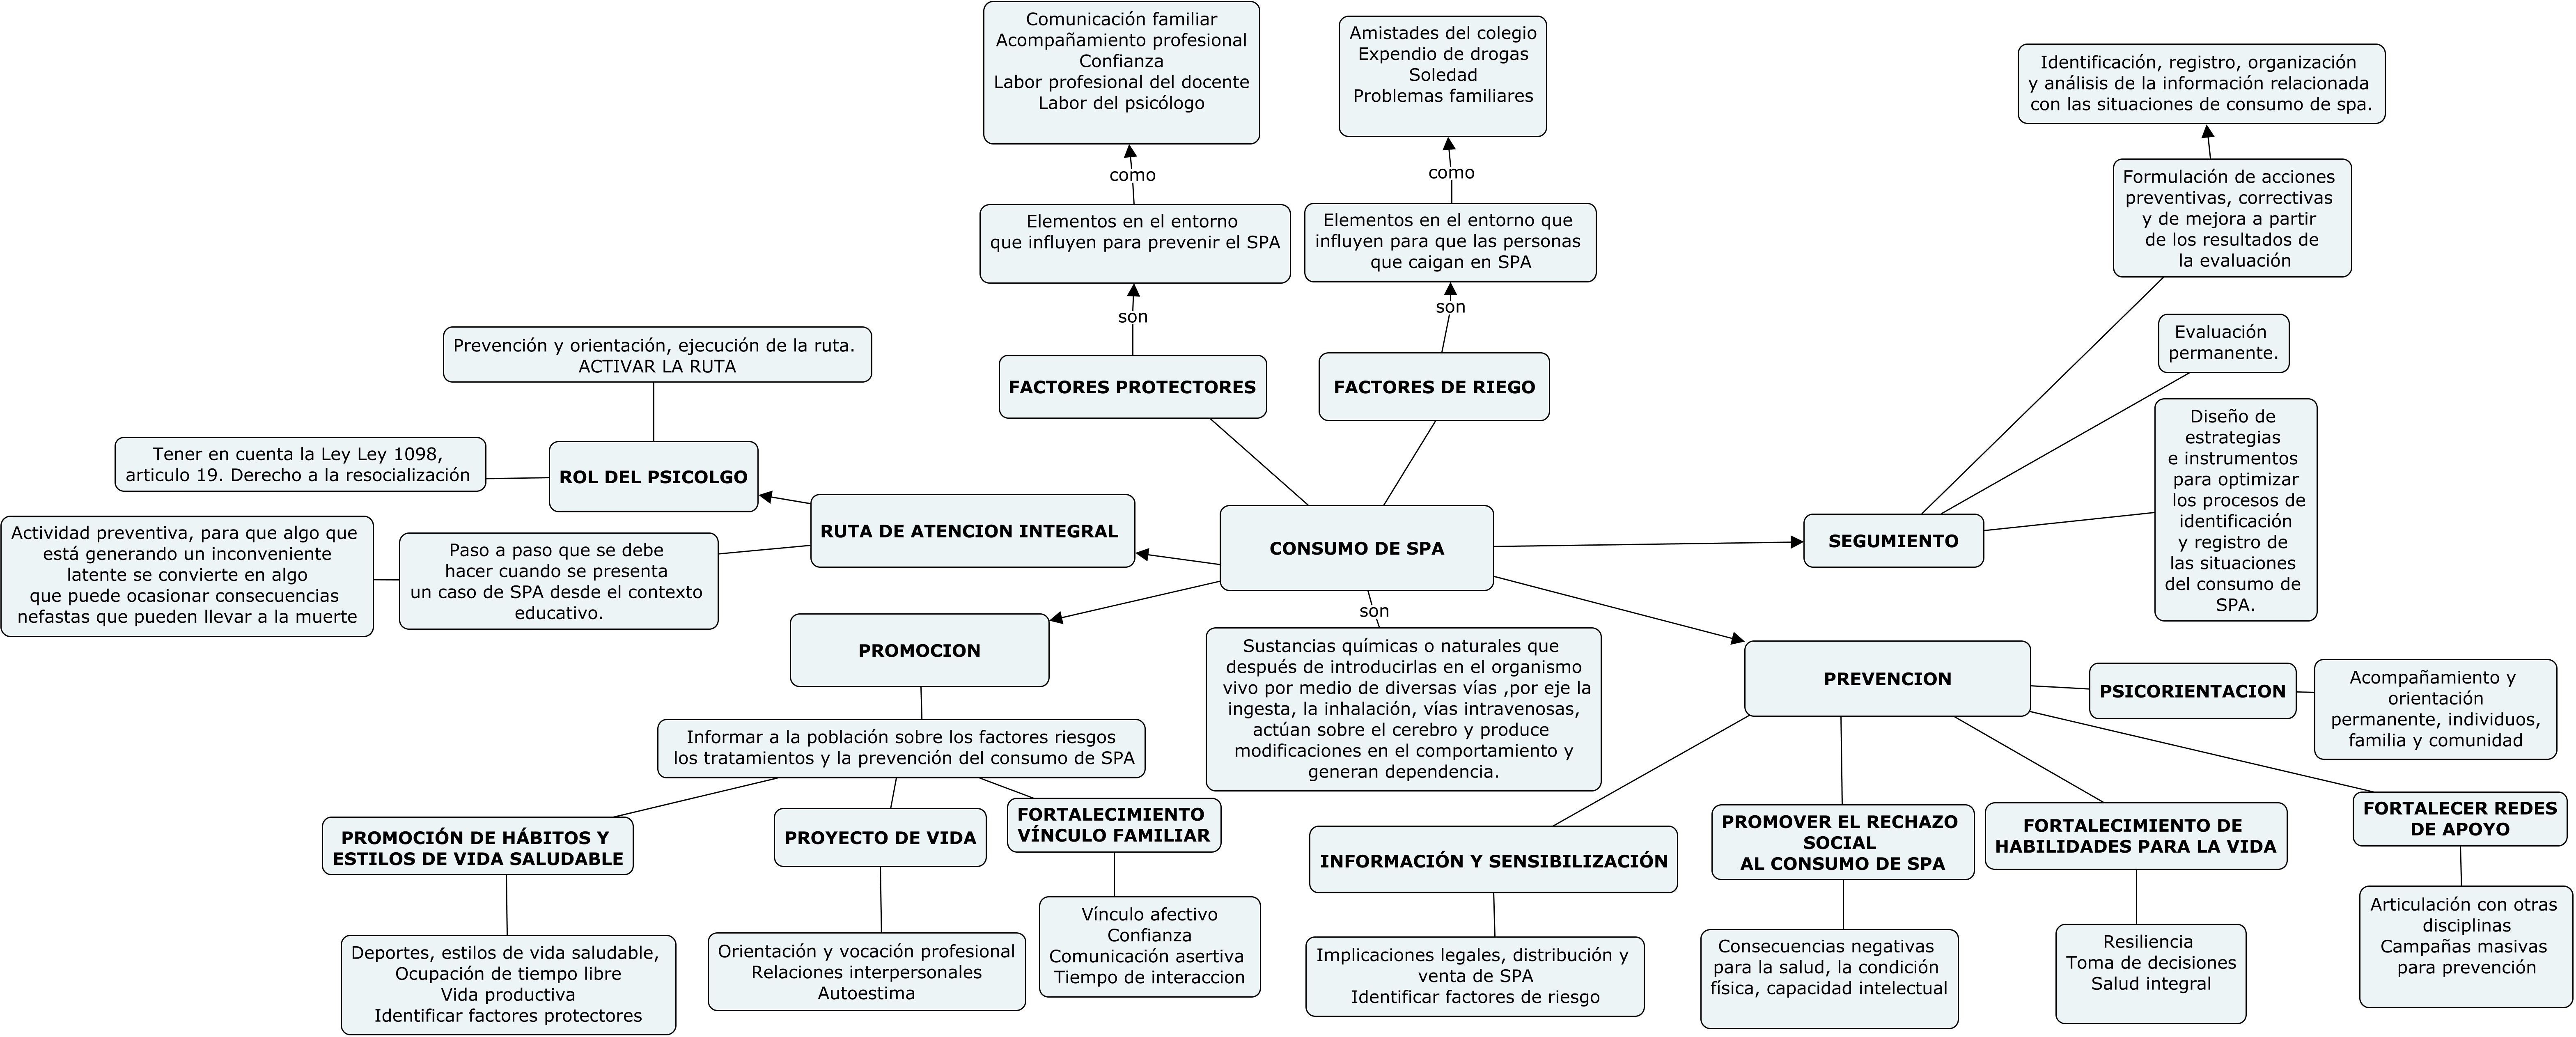 Comunicación familiar
Acompañamiento profesional
Confianza
Labor profesional del docente
Labor del psicólogo
Amistades del colegio
Expendio de drogas
Soledad
Problemas familiares
Identificación, registro, organización
y análisis de la información relacionada
con las situaciones de consumo de spa.
como
como
Formulación de acciones
preventivas, correctivas
y de mejora a partir
de los resultados de
la evaluación
Elementos en el entorno
que influyen para prevenir el SPA
Elementos en el entorno que
influyen para que las personas
que caigan en SPA
son
son
Evaluación
permanente.
Prevención y orientación, ejecución de la ruta.
ACTIVAR LA RUTA
FACTORES PROTECTORES
FACTORES DE RIEGO
Diseño de
estrategias
e instrumentos
para optimizar
los procesos de
identificación
y registro de
las situaciones
del consumo de
SPA.
Tener en cuenta la Ley Ley 1098,
articulo 19. Derecho a la resocialización
ROL DEL PSICOLGO
RUTA DE ATENCION INTEGRAL
CONSUMO DE SPA
SEGUMIENTO
Actividad preventiva, para que algo que
está generando un inconveniente
latente se convierte en algo
que puede ocasionar consecuencias
nefastas que pueden llevar a la muerte
Paso a paso que se debe
hacer cuando se presenta
un caso de SPA desde el contexto
educativo.
son
PROMOCION
Sustancias químicas o naturales que
después de introducirlas en el organismo
vivo por medio de diversas vías ,por eje la
ingesta, la inhalación, vías intravenosas,
actúan sobre el cerebro y produce
modificaciones en el comportamiento y
generan dependencia.
PREVENCION
PSICORIENTACION
Acompañamiento y
orientación
permanente, individuos,
familia y comunidad
Informar a la población sobre los factores riesgos
los tratamientos y la prevención del consumo de SPA
PROMOCIÓN DE HÁBITOS Y
ESTILOS DE VIDA SALUDABLE
PROYECTO DE VIDA
FORTALECIMIENTO
VÍNCULO FAMILIAR
INFORMACIÓN Y SENSIBILIZACIÓN
PROMOVER EL RECHAZO
SOCIAL
AL CONSUMO DE SPA
FORTALECIMIENTO DE
HABILIDADES PARA LA VIDA
FORTALECER REDES
DE APOYO
Deportes, estilos de vida saludable,
Ocupación de tiempo libre
Vida productiva
Identificar factores protectores
Orientación y vocación profesional
Relaciones interpersonales
Autoestima
Vínculo afectivo
Confianza
Comunicación asertiva
Tiempo de interaccion
Implicaciones legales, distribución y
venta de SPA
Identificar factores de riesgo
Consecuencias negativas
para la salud, la condición
física, capacidad intelectual
Resiliencia
Toma de decisiones
Salud integral
Articulación con otras
disciplinas
Campañas masivas
para prevención